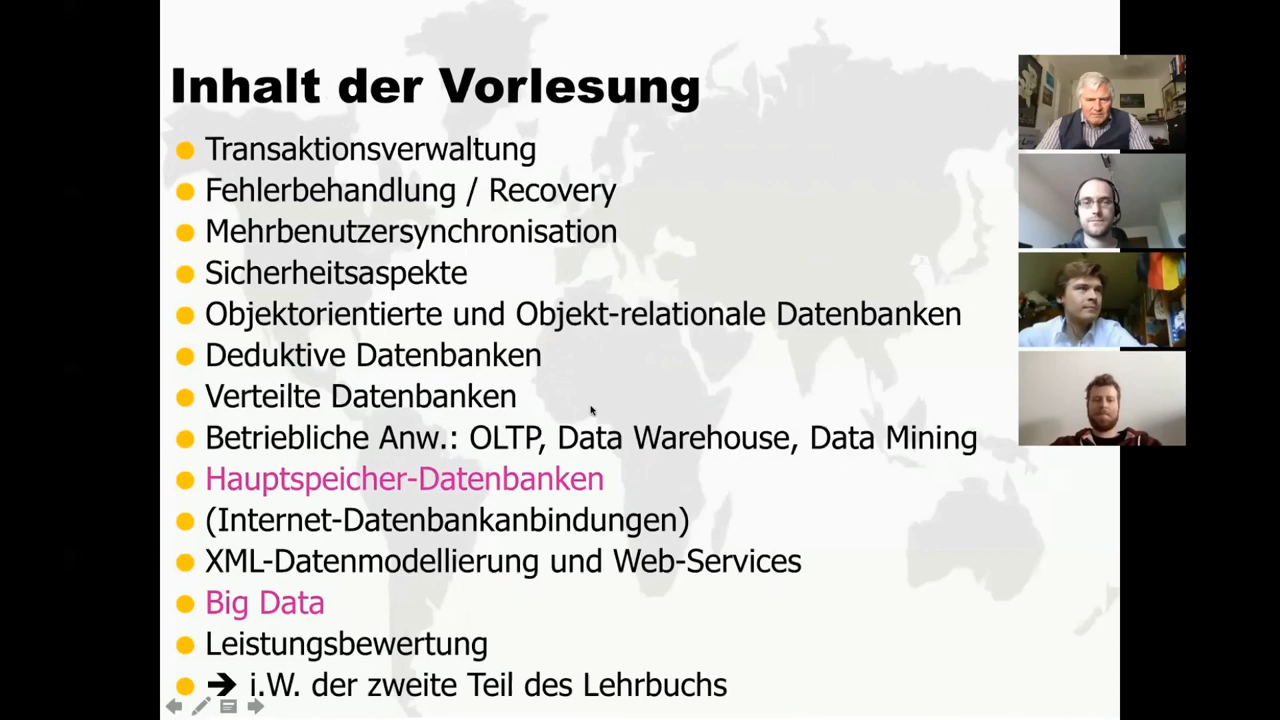 Inhalt der Vorlesung
Transaktionsverwaltung
Fehlerbehandlung / Recovery
Mehrbenutzersynchronisation
Sicherheitsaspekte
Objektorientierte und Objekt-relationale Datenbanken
Deduktive Datenbanken
Verteilte Datenbanken
Betriebliche Anw.: OLTP, Data Warehouse, Data Mining
Hauptspeicher-Datenbanken
(Internet-Datenbankanbindungen)
XML-Datenmodellierung und Web-Services
Big Data
Leistungsbewertung
➔ i.W. der zweite Teil des Lehrbuchs